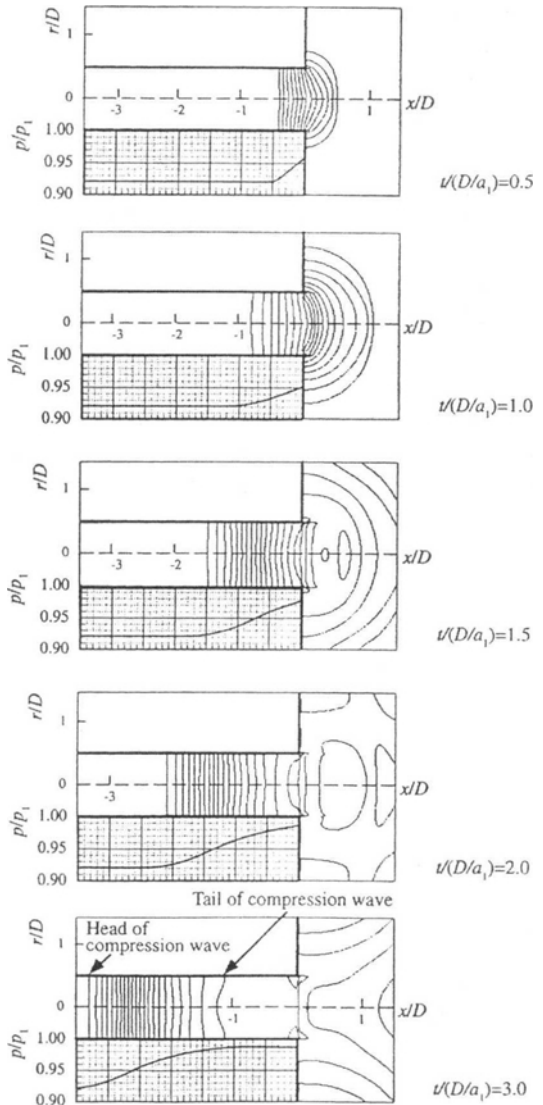 r/D
1
0
-3
-2
-1
1
x/D
p/p1
1.00
0.95
0.90
t/(D/a1)=0.5
r/D
1
0
-3
-2
-1
x/D
p/p1
1.00
0.95
0.90
t/(D/a1)=1.0
r/D
1
0
-3
-2
x/D
p/p1
1.00
0.95
0.90
t/(D/a1)=1.5
r/D
1
0
-3
x/D
p/p1
1.00
0.95
0.90
t/(D/a1)=2.0
Tail of compression wave
r/D
1
Head of
compression wave
0
-1
1
x/D
p/p1
1.00
0.95
0.90
t/(D/a1)=3.0